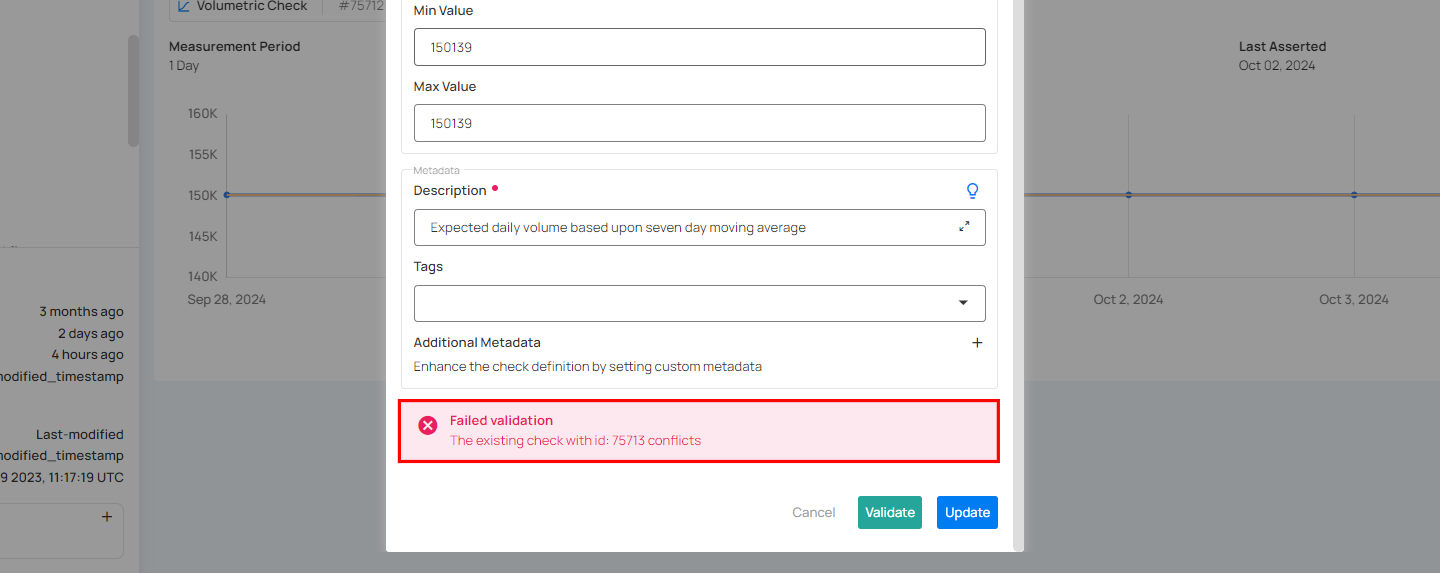 Volumetric Check #75712
Measurement Period
1 Day
Last Asserted
Oct 02, 2024
160K
155K
150K
145K
140K
Sep 28, 2024
Oct 2, 2024
Oct 3, 2024
3 months ago
2 days ago
4 hours ago
modified_timestamp
Last-modified
modified_timestamp
9 2023, 11:17:19 UTC
+
Min Value
150139
Max Value
150139
Metadata
Description
Expected daily volume based upon seven day moving average
Tags
Additional Metadata +
Enhance the check definition by setting custom metadata
Failed validation
The existing check with id: 75713 conflicts
Cancel Validate Update